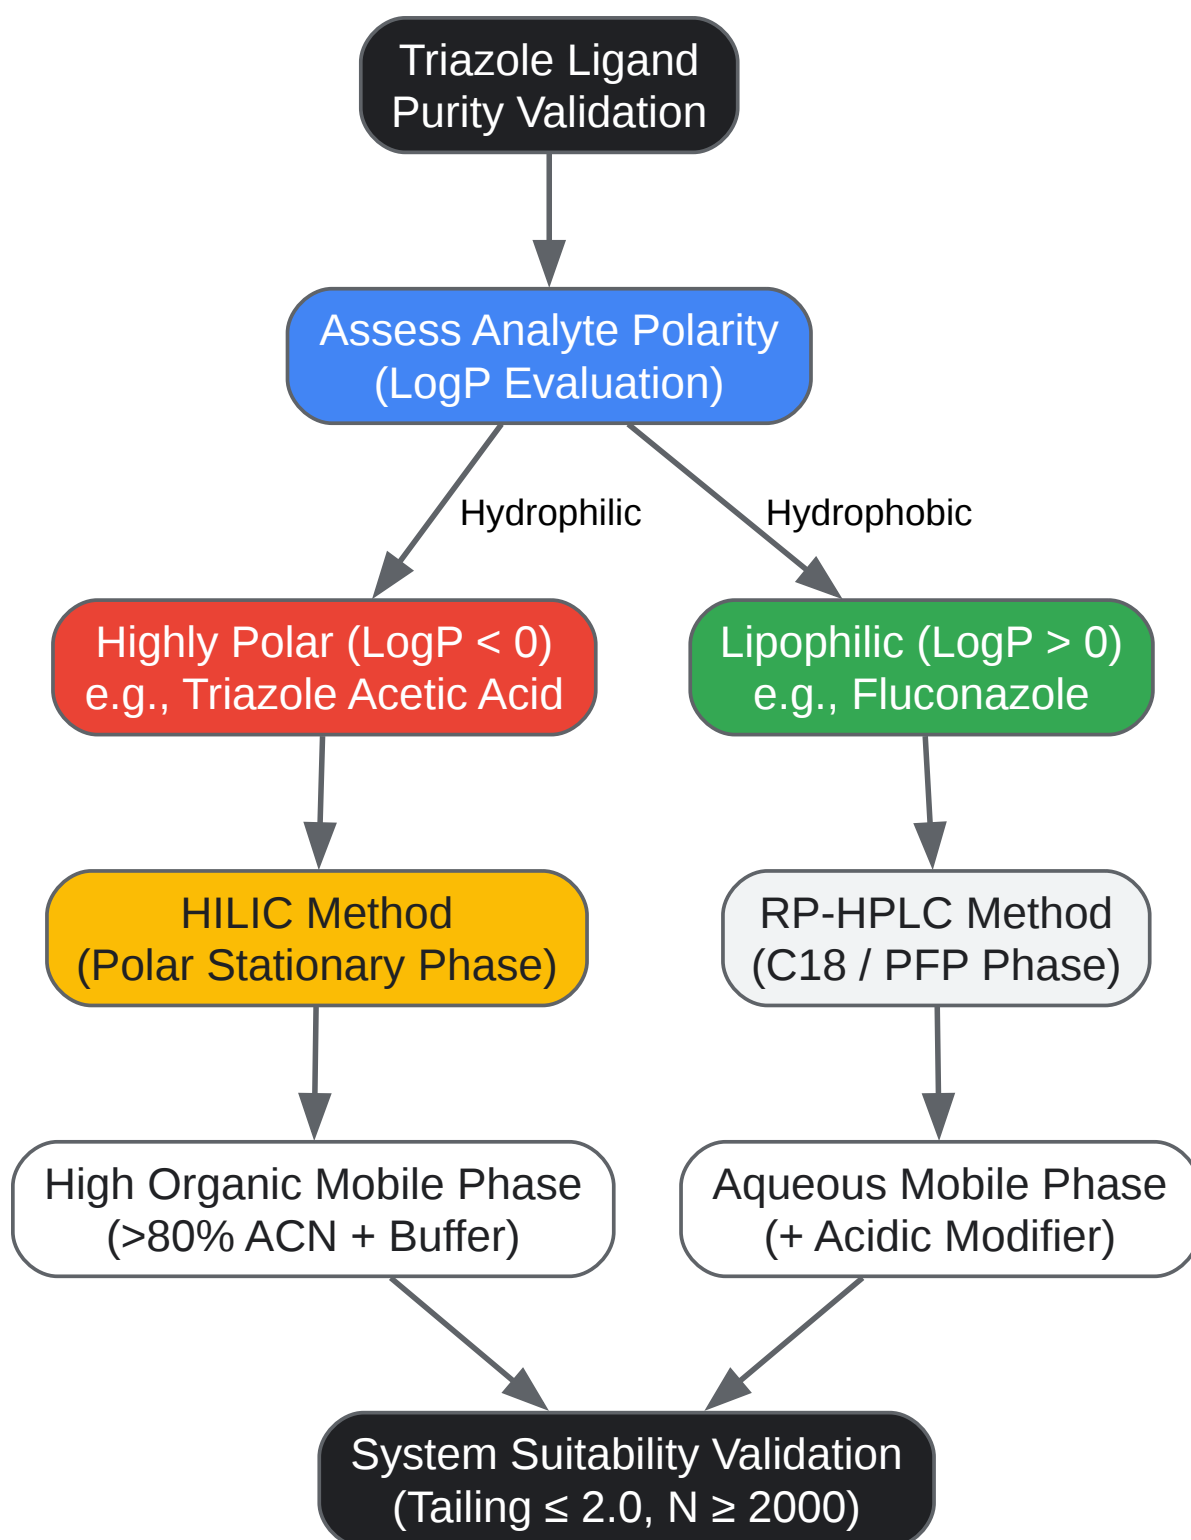 Triazole Ligand
Purity Validation
Assess Analyte Polarity
(LogP Evaluation)
Hydrophilic
Hydrophobic
Highly Polar (LogP < 0)
e.g., Triazole Acetic Acid
Lipophilic (LogP > 0)
e.g., Fluconazole
HILIC Method
(Polar Stationary Phase)
RP-HPLC Method
(C18 / PFP Phase)
High Organic Mobile Phase
(>80% ACN + Buffer)
Aqueous Mobile Phase
(+ Acidic Modifier)
System Suitability Validation
(Tailing ≤ 2.0, N ≥ 2000)